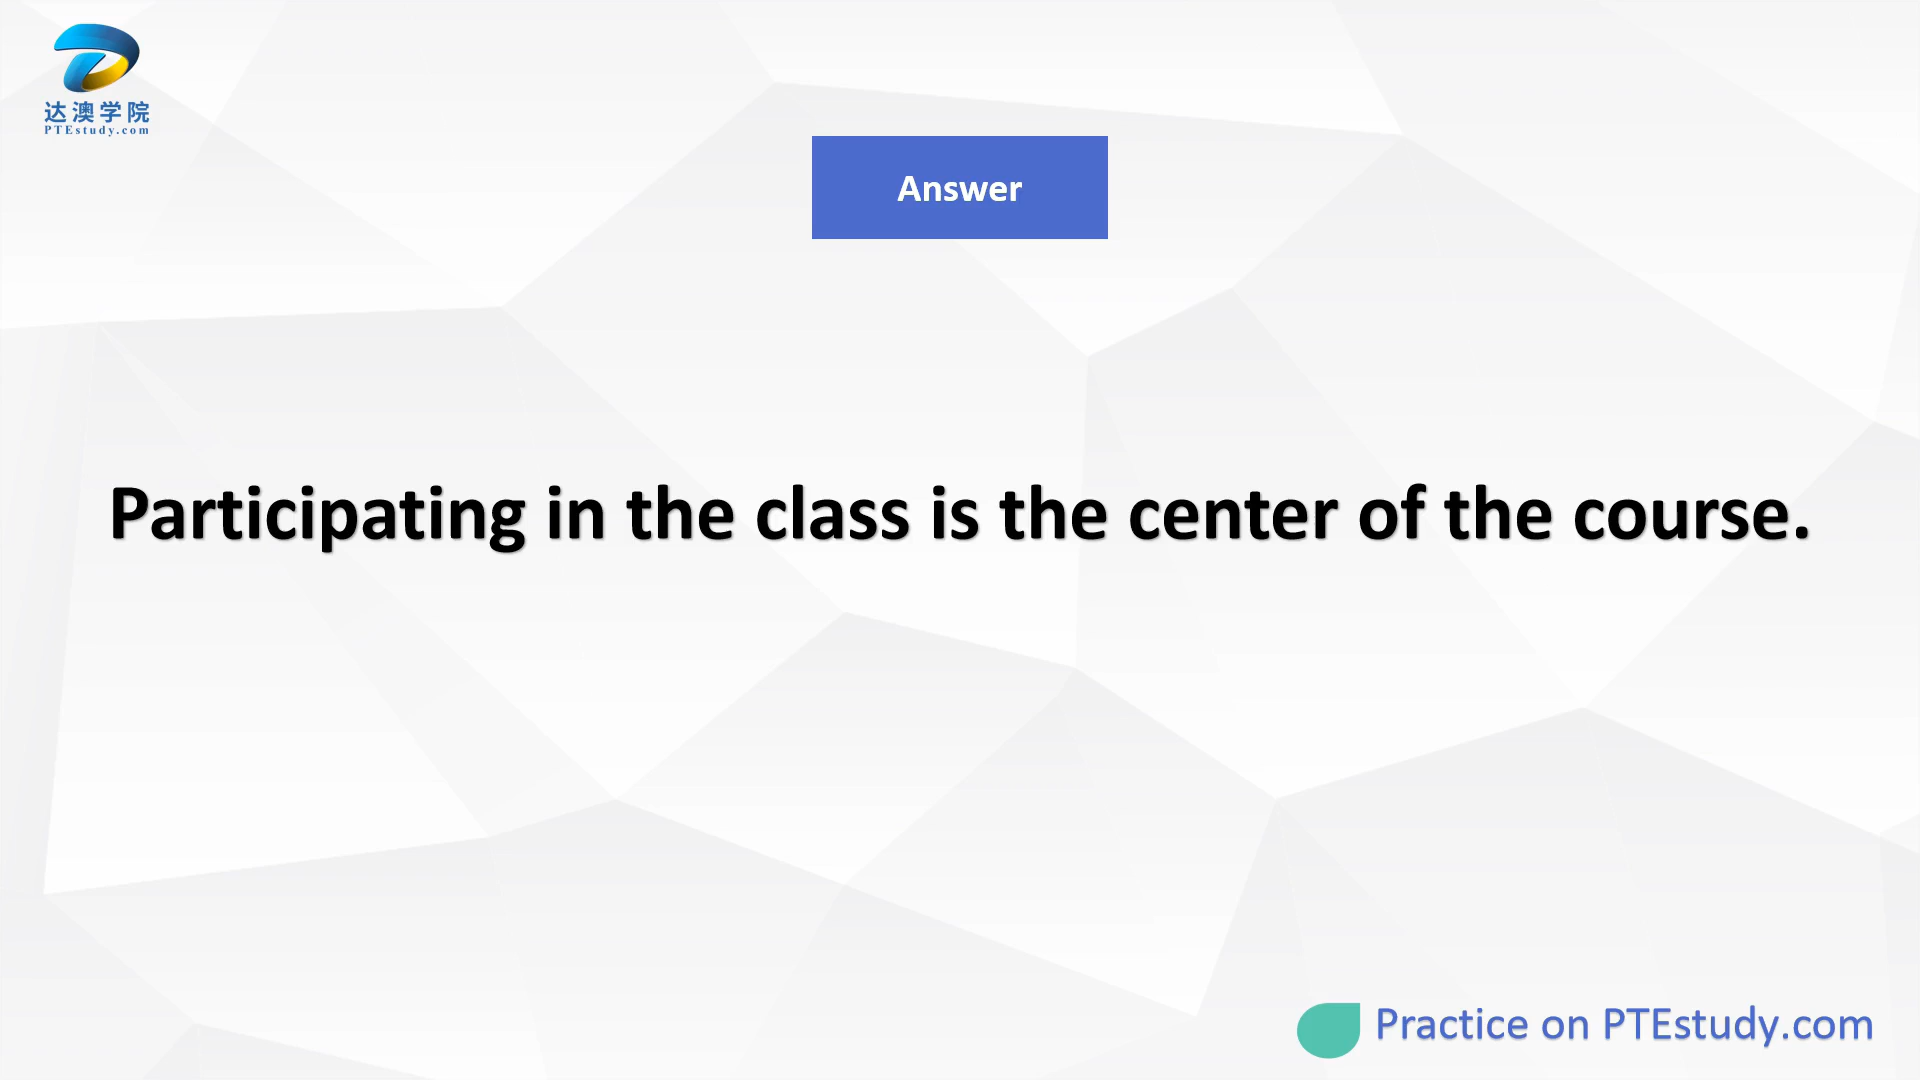 达澳学院
PTEstudy.com
Answer
Participating in the class is the center of the course.
Practice on PTEstudy.com